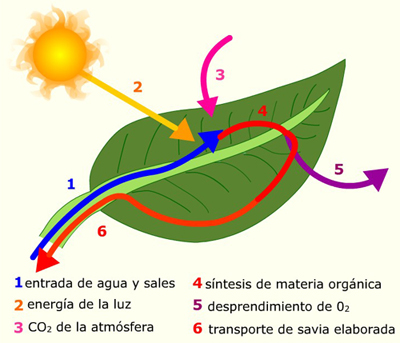 2
3
4
1
5
6
1 entrada de agua y sales
2 energía de la luz
3 CO₂ de la atmósfera
4 síntesis de materia orgánica
5 desprendimiento de 0₂
6 transporte de savia elaborada